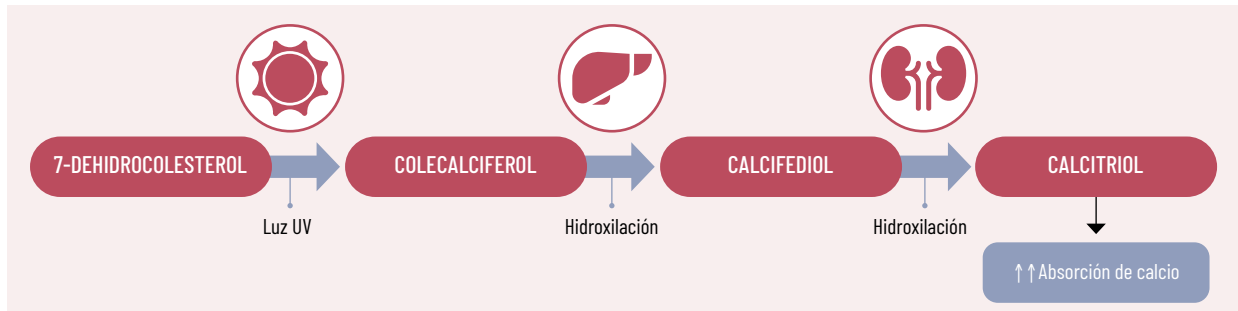 7-DEHIDROCOLESTEROL
COLECALCIFEROL
CALCIFEDIOL
CALCITRIOL
Luz UV
Hidroxilación
Hidroxilación
↑↑Absorción de calcio